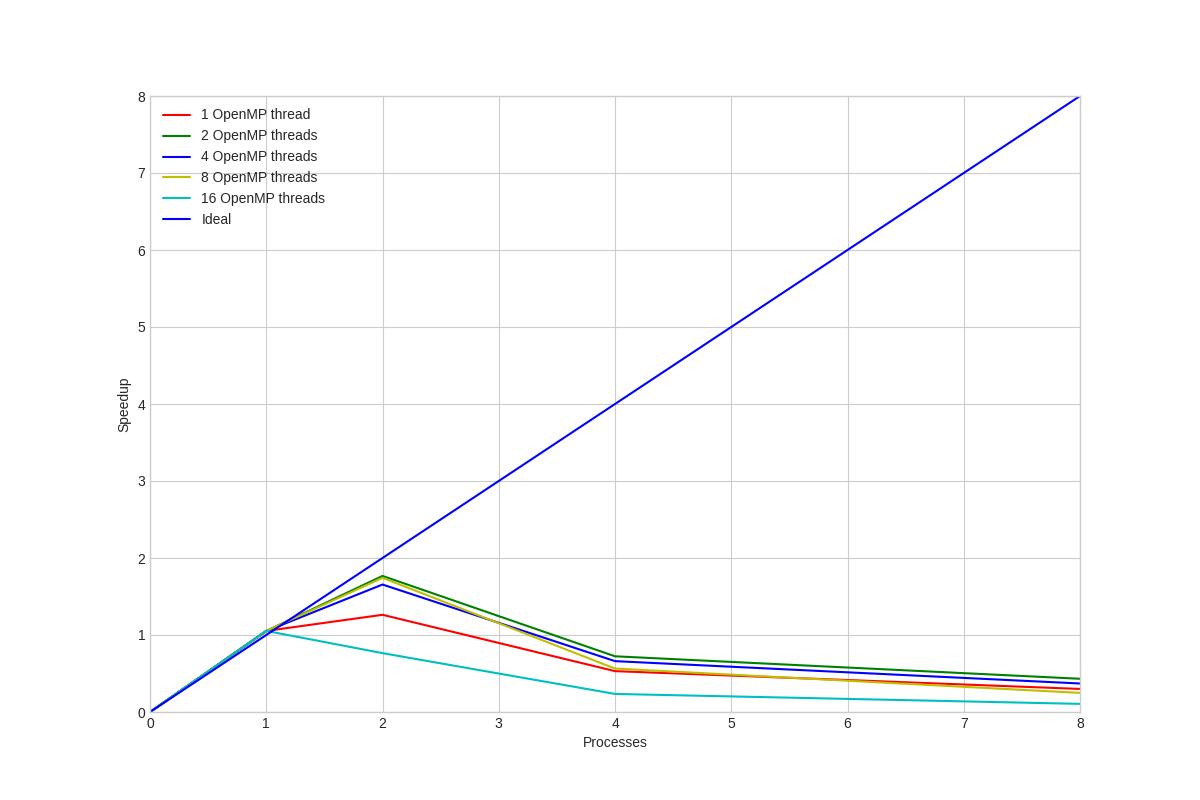 8
7
6
5
4
3
2
1
0
Speedup
1 OpenMP thread
2 OpenMP threads
4 OpenMP threads
8 OpenMP threads
16 OpenMP threads
Ideal
0 1 2 3 4 5 6 7 8
Processes